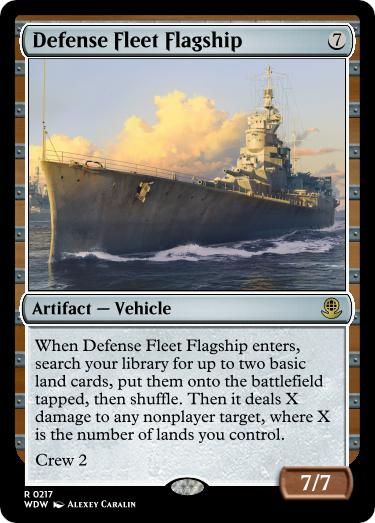 Defense Fleet Flagship 7
Artifact — Vehicle
When Defense Fleet Flagship enters,
search your library for up to two basic
land cards, put them onto the battlefield
tapped, then shuffle. Then it deals X
damage to any nonplayer target, where X
is the number of lands you control.
Crew 2
7/7
R 0217
WDW Alexey Caralin